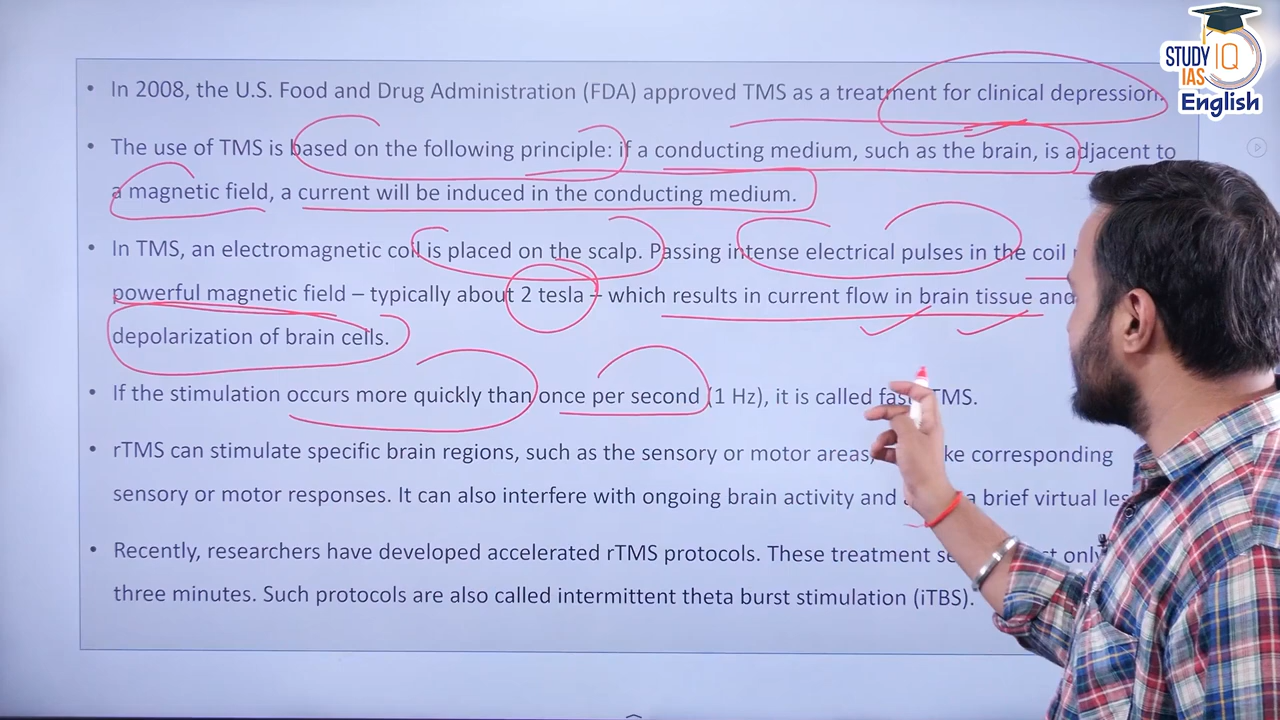 STUDY IQ
IAS
English
• In 2008, the U.S. Food and Drug Administration (FDA) approved TMS as a treatment for clinical depression.
• The use of TMS is based on the following principle: if a conducting medium, such as the brain, is adjacent to
a magnetic field, a current will be induced in the conducting medium.
• In TMS, an electromagnetic coil is placed on the scalp. Passing intense electrical pulses in the coil
powerful magnetic field – typically about 2 tesla – which results in current flow in brain tissue and
depolarization of brain cells.
• If the stimulation occurs more quickly than once per second (1 Hz), it is called fast TMS.
• rTMS can stimulate specific brain regions, such as the sensory or motor areas, corresponding
sensory or motor responses. It can also interfere with ongoing brain activity and a brief virtual
• Recently, researchers have developed accelerated rTMS protocols. These treatment only
three minutes. Such protocols are also called intermittent theta burst stimulation (iTBS).